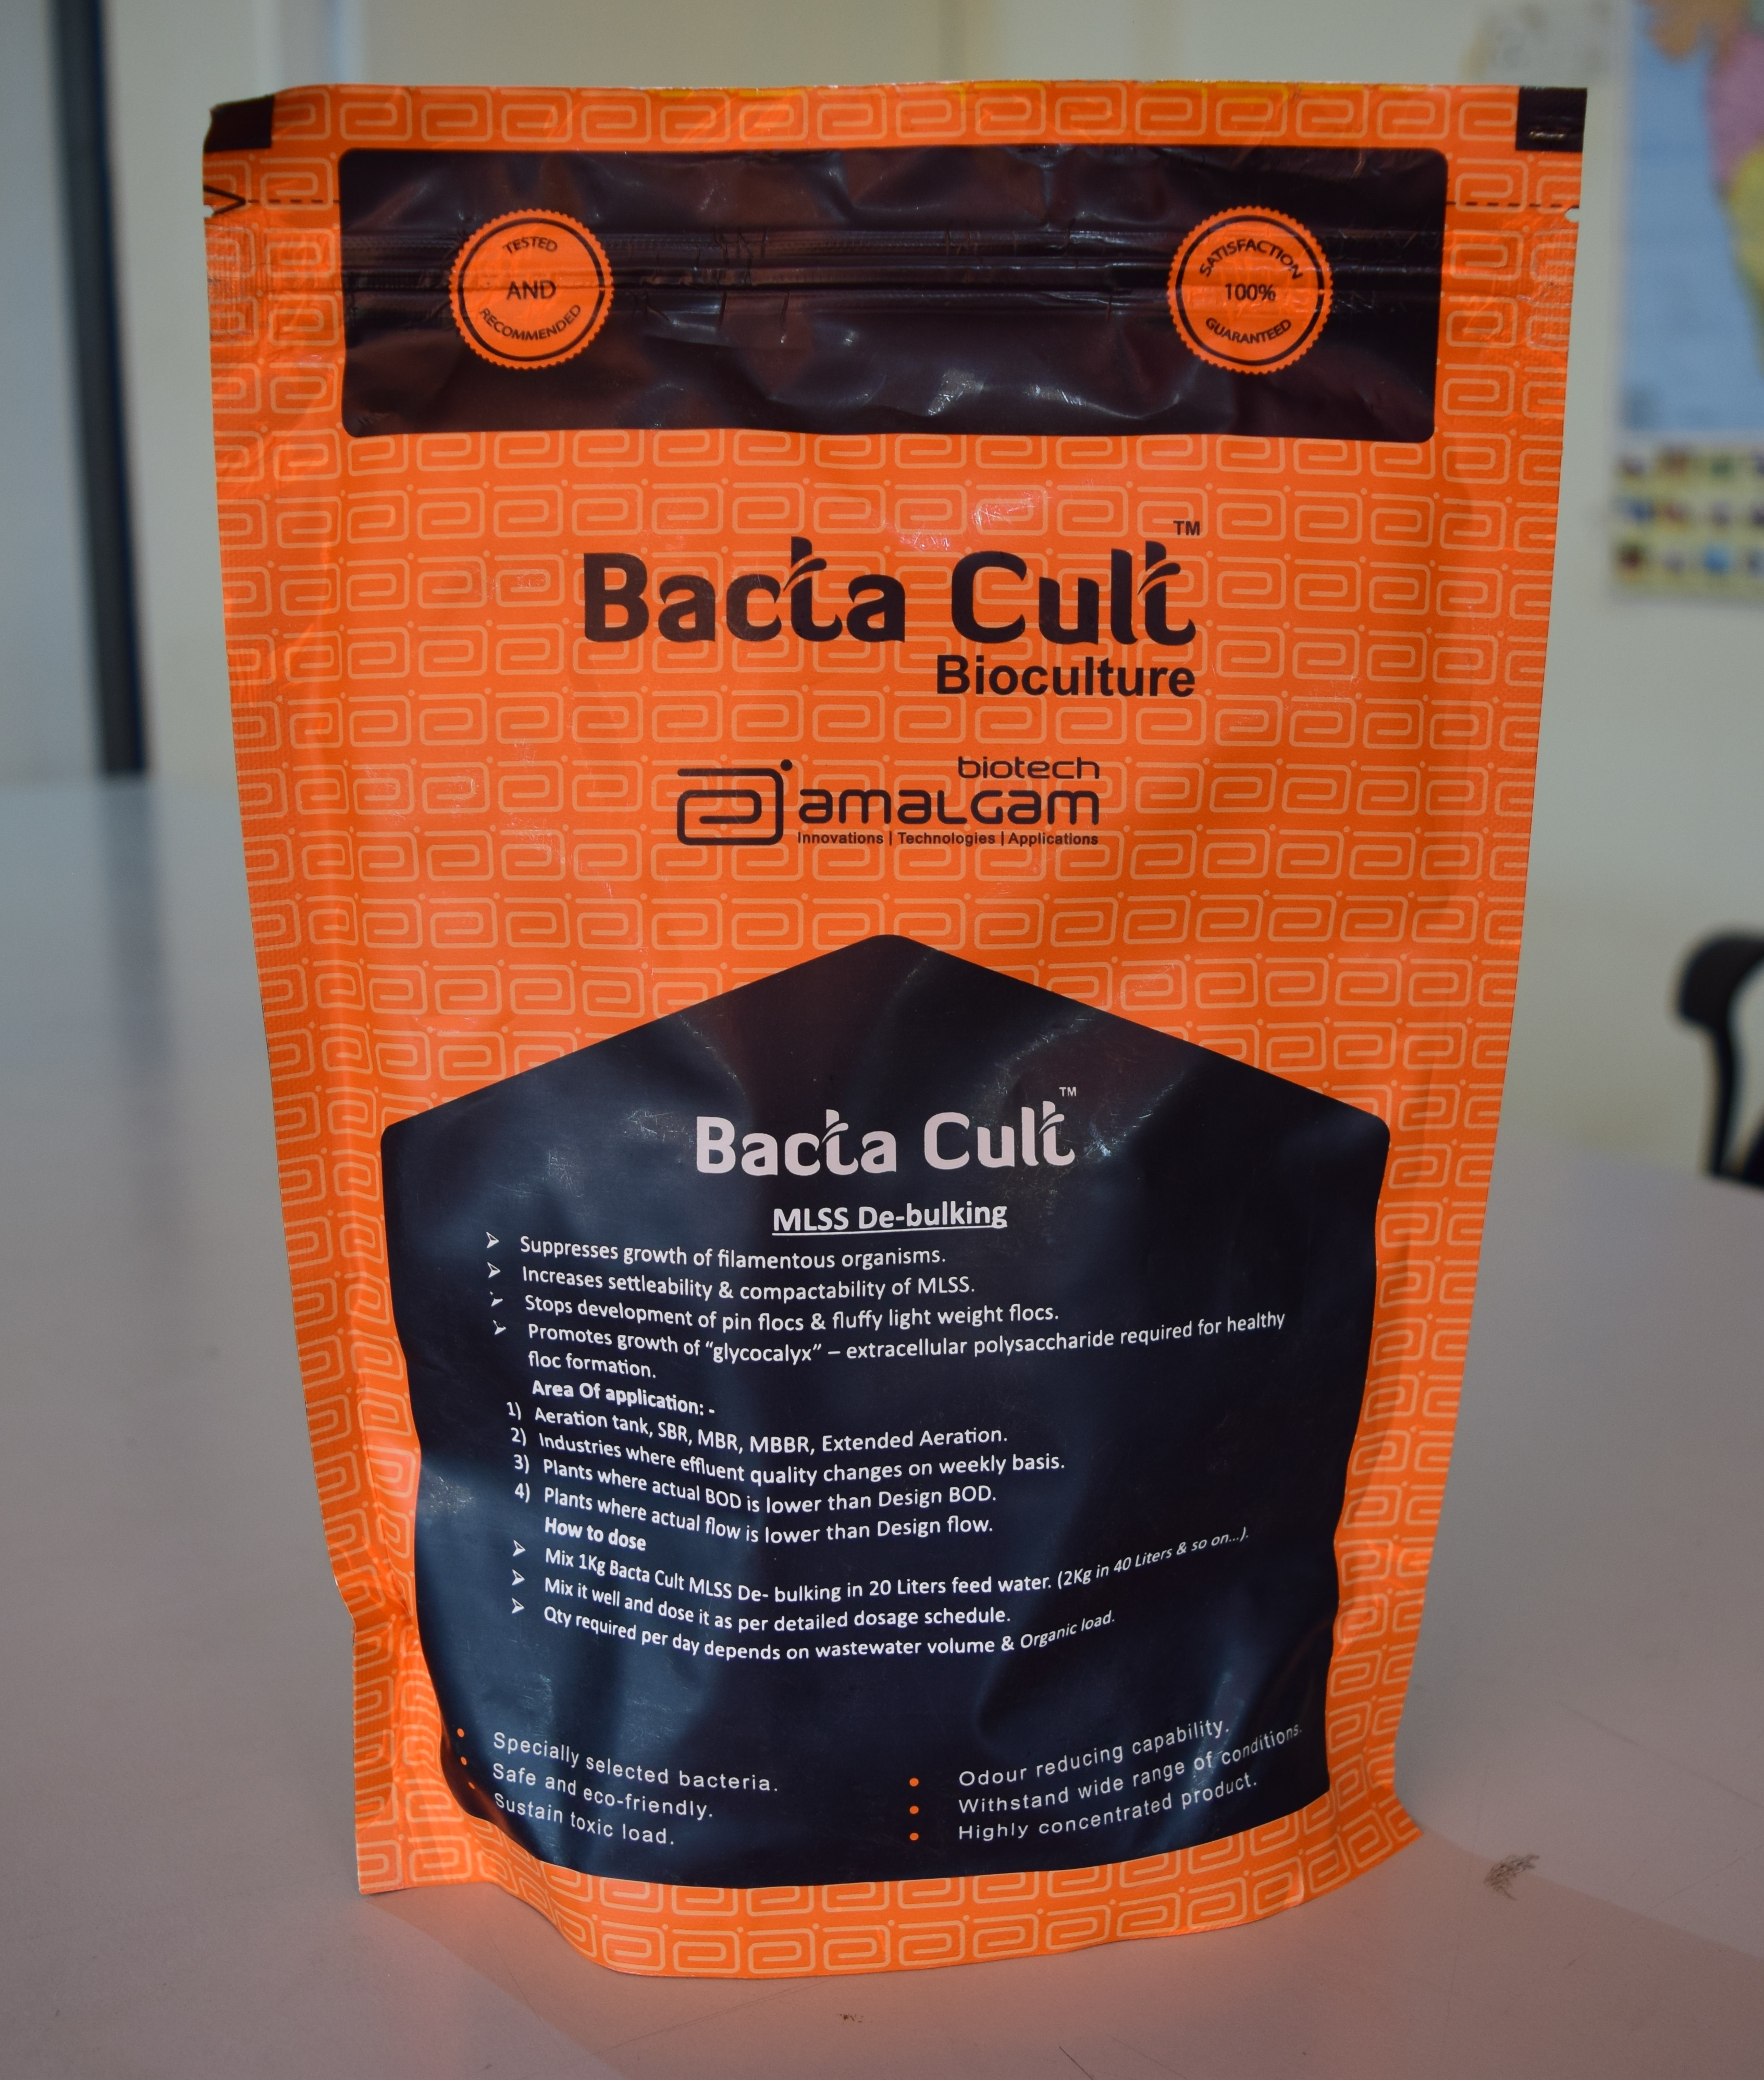 TESTED
AND
RECOMMENDED
SATISFACTION
100%
GUARANTEED
Bacta Cult™
Bioculture
biotech
amalgam
Innovations | Technologies | Applications
Bacta Cult™
MLSS De-bulking
➢ Suppresses growth of filamentous organisms.
➢ Increases settleability & compactability of MLSS.
➢ Stops development of pin flocs & fluffy light weight flocs.
➢ Promotes growth of “glycocalyx” – extracellular polysaccharide required for healthy
floc formation.
Area Of application: -
1) Aeration tank, SBR, MBR, MBBR, Extended Aeration.
2) Industries where effluent quality changes on weekly basis.
3) Plants where actual BOD is lower than Design BOD.
4) Plants where actual flow is lower than Design flow.
How to dose
➢ Mix 1Kg Bacta Cult MLSS De- bulking in 20 Liters feed water. (2Kg in 40 Liters & so on...).
➢ Mix it well and dose it as per detailed dosage schedule.
➢ Qty required per day depends on wastewater volume & Organic load.
• Specially selected bacteria.
• Safe and eco-friendly.
• Sustain toxic load.
• Odour reducing capability.
• Withstand wide range of conditions.
• Highly concentrated product.